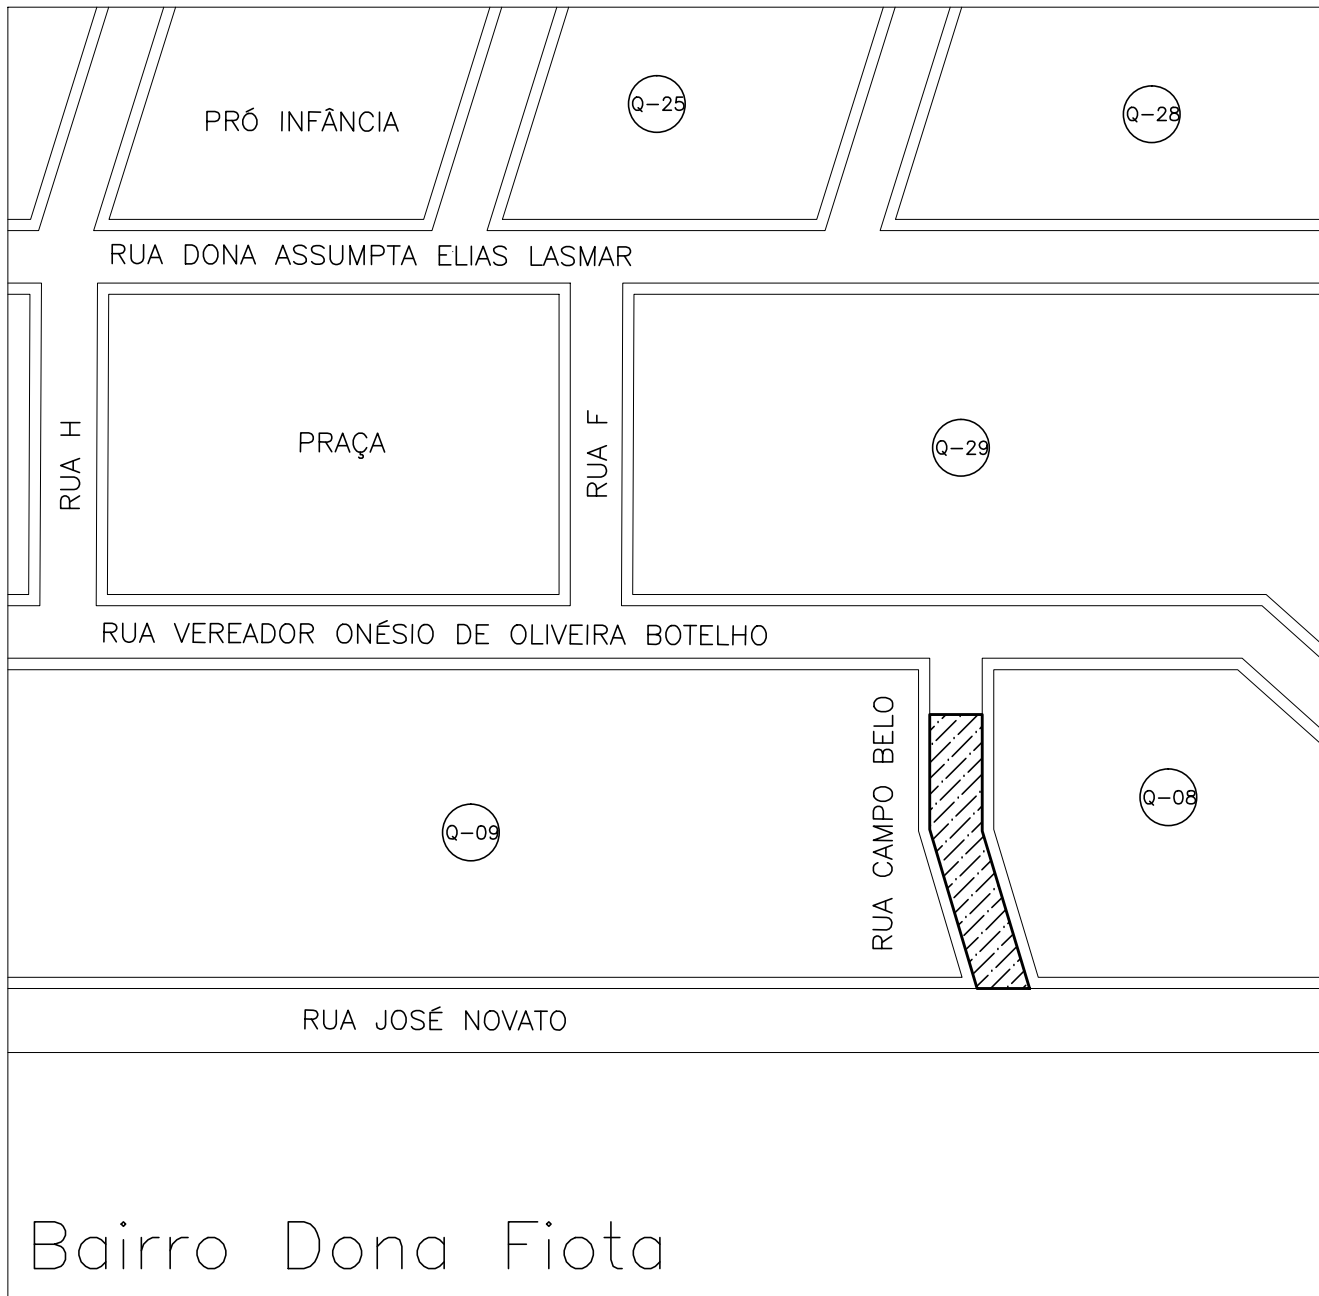 PRÓ INFÂNCIA
Q-25
Q-28
RUA DONA ASSUMPTA ELIAS LASMAR
RUA H
PRAÇA
RUA F
Q-29
RUA VEREADOR ONÉSIO DE OLIVEIRA BOTELHO
Q-09
RUA CAMPO BELO
Q-08
RUA JOSÉ NOVATO
Bairro Dona Fiota